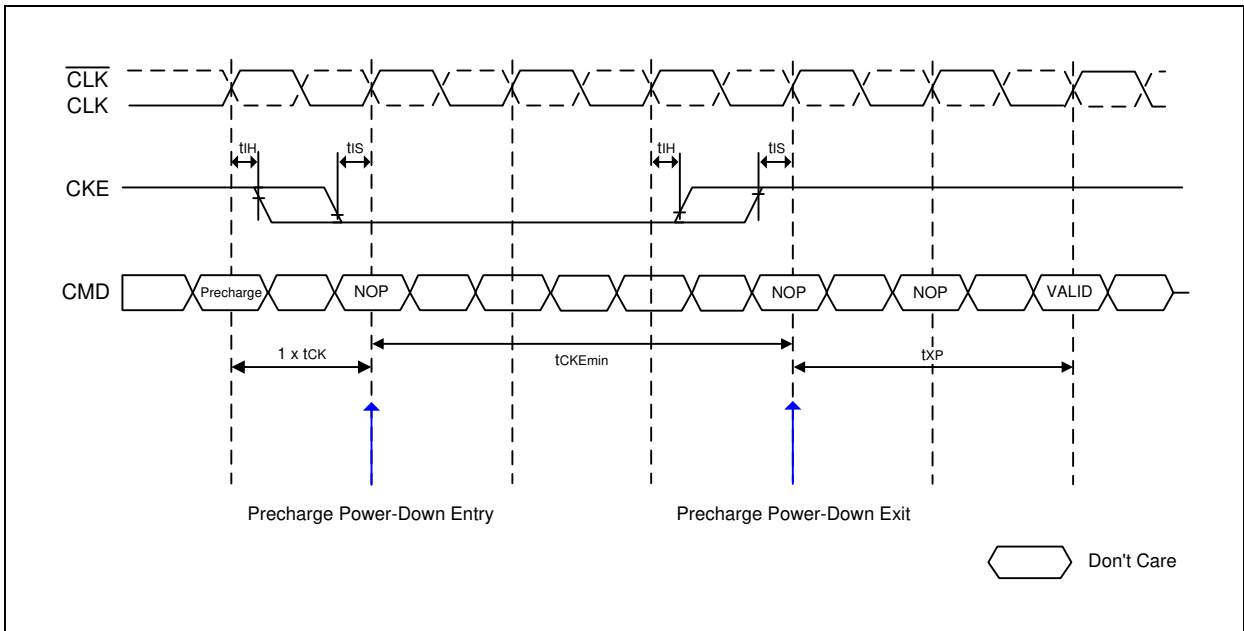 CLK
CLK
tIH
tIS
tIH
tIS
CKE
CMD
Precharge
NOP
NOP
NOP
VALID
1 x tCK
tCKEmin
tXP
Precharge Power-Down Entry
Precharge Power-Down Exit
Don't Care